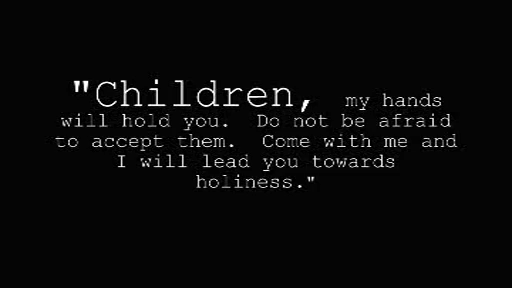 "Children, my hands
will hold you. Do not be afraid
to accept them. Come with me and
I will lead you towards
holiness."